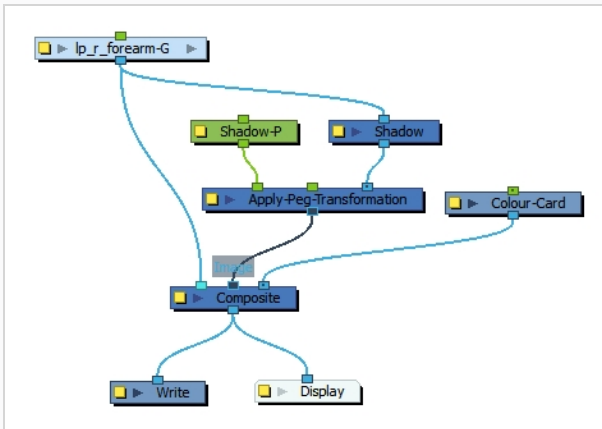 lp_r_forearm-G
Shadow-P
Shadow
Apply-Peg-Transformation
Colour-Card
Image
Composite
Write
Display